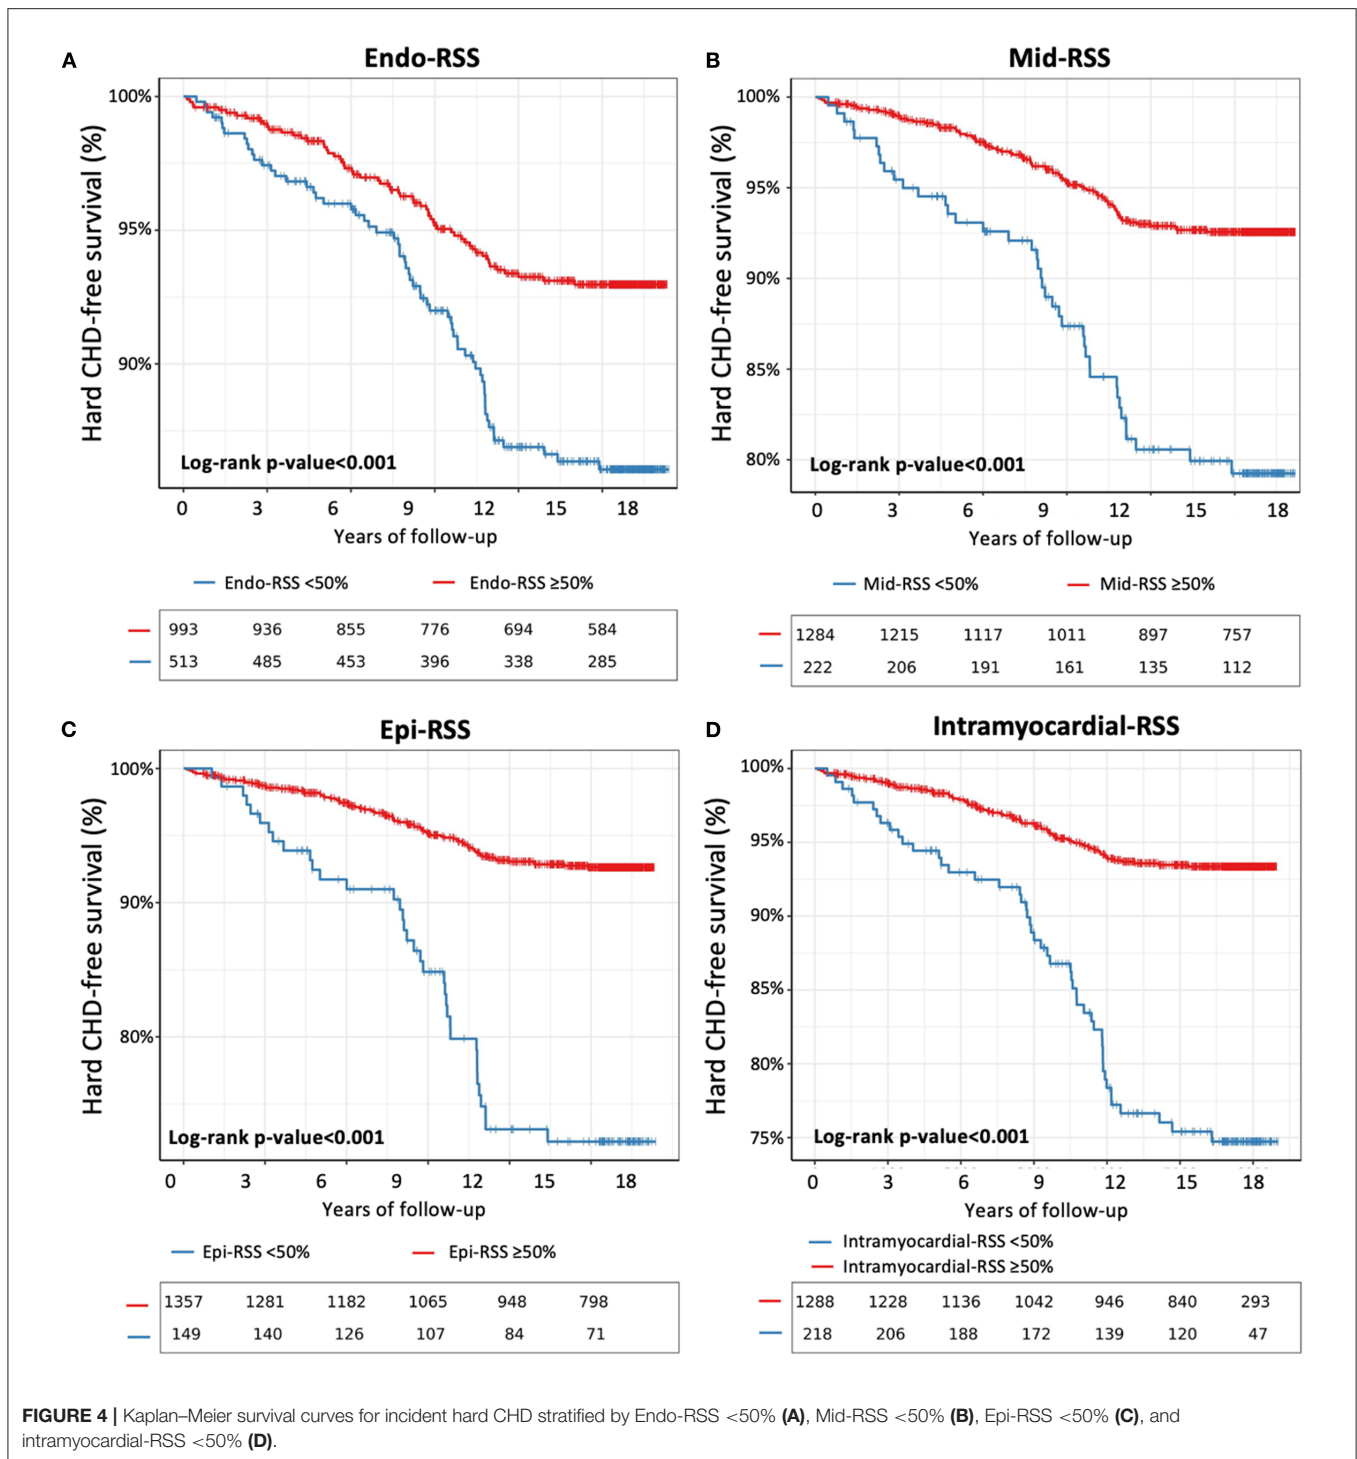 A
Endo-RSS
Hard CHD-free survival (%)
100%
95%
90%
Log-rank p-value<0.001
0 3 6 9 12 15 18
Years of follow-up
Endo-RSS <50% Endo-RSS ≥50%
993 936 855 776 694 584
513 485 453 396 338 285
B
Mid-RSS
Hard CHD-free survival (%)
100%
95%
90%
85%
80%
Log-rank p-value<0.001
0 3 6 9 12 15 18
Years of follow-up
Mid-RSS <50% Mid-RSS ≥50%
1284 1215 1117 1011 897 757
222 206 191 161 135 112
C
Epi-RSS
Hard CHD-free survival (%)
100%
90%
80%
Log-rank p-value<0.001
0 3 6 9 12 15 18
Years of follow-up
Epi-RSS <50% Epi-RSS ≥50%
1357 1281 1182 1065 948 798
149 140 126 107 84 71
D
Intramyocardial-RSS
Hard CHD-free survival (%)
100%
95%
90%
85%
80%
75%
Log-rank p-value<0.001
0 3 6 9 12 15 18
Years of follow-up
Intramyocardial-RSS <50%
Intramyocardial-RSS ≥50%
1288 1228 1136 1042 946 840 293
218 206 188 172 139 120 47
FIGURE 4 | Kaplan–Meier survival curves for incident hard CHD stratified by Endo-RSS <50% (A), Mid-RSS <50% (B), Epi-RSS <50% (C), and
intramyocardial-RSS <50% (D).